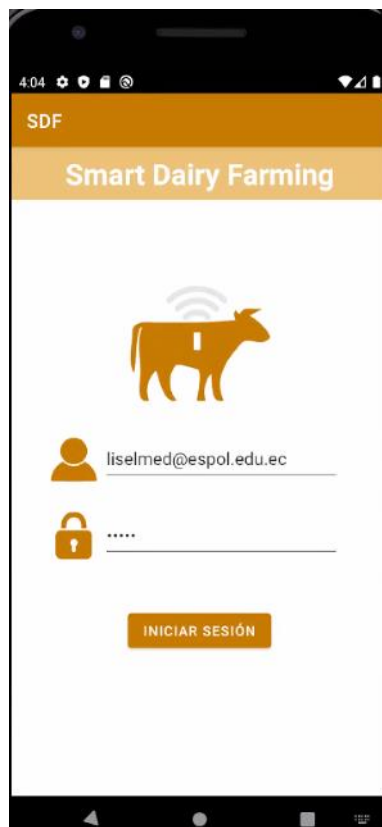 4:04
SDF
Smart Dairy Farming
liselmed@espol.edu.ec
.....
INICIAR SESIÓN